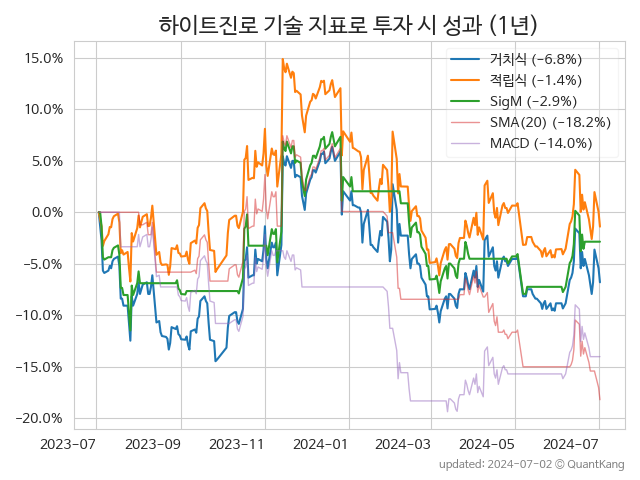 하이트진로 기술 지표로 투자 시 성과 (1년)
거치식 (−6.8%)
적립식 (−1.4%)
SigM (−2.9%)
SMA(20) (−18.2%)
MACD (−14.0%)
15.0%
10.0%
5.0%
0.0%
−5.0%
−10.0%
−15.0%
−20.0%
2023-07 2023-09 2023-11 2024-01 2024-03 2024-05 2024-07
updated: 2024-07-02 © QuantKang